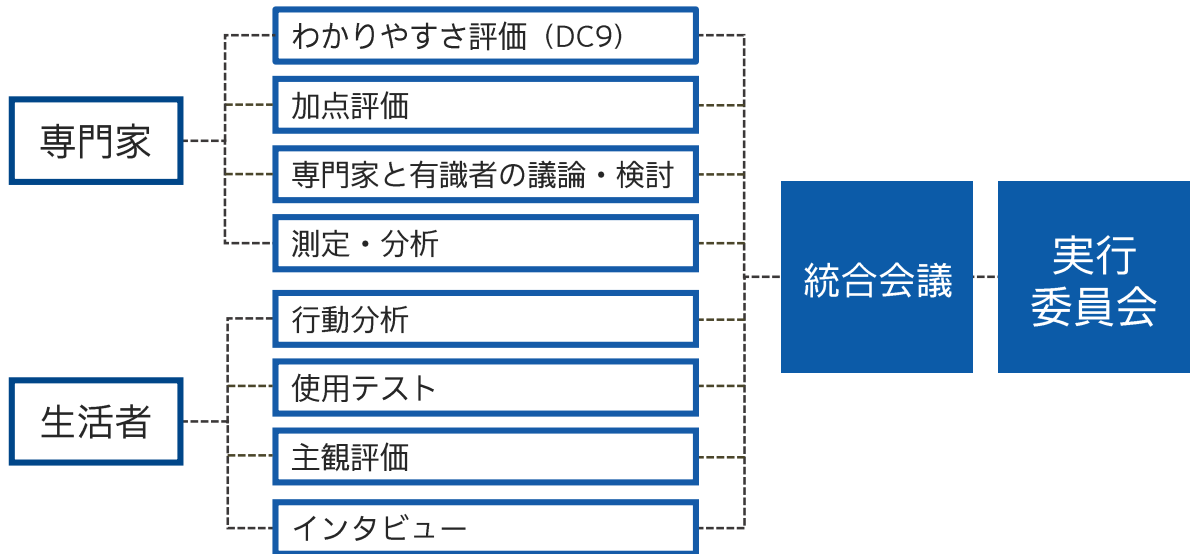 専門家
わかりやすさ評価（DC9）
加点評価
専門家と有識者の議論・検討
測定・分析
生活者
行動分析
使用テスト
主観評価
インタビュー
統合会議
実行
委員会